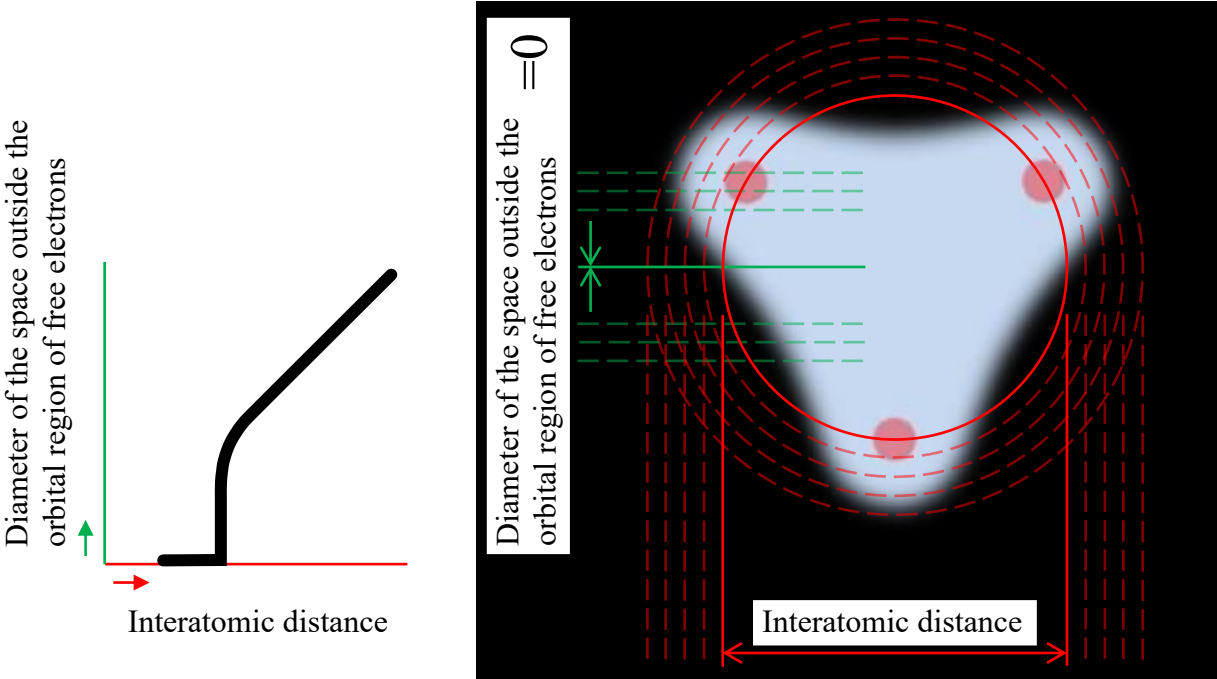 Diameter of the space outside the
orbital region of free electrons
Interatomic distance
Diameter of the space outside the
orbital region of free electrons
=0
Interatomic distance